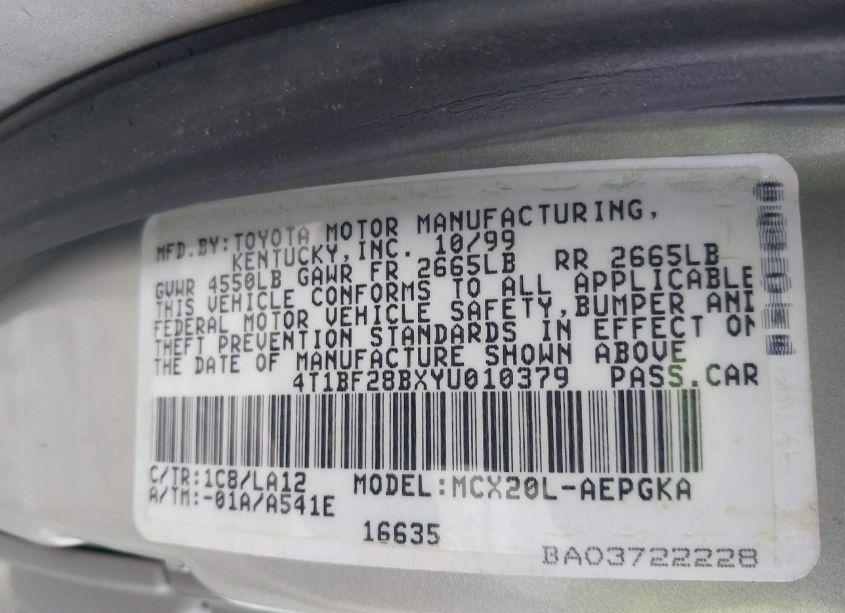 MFD.BY:TOYOTA MOTOR MANUFACTURING,
KENTUCKY,INC. 10/99
GVWR 4550LB GAWR FR 2665LB RR 2665LB
THIS VEHICLE CONFORMS TO ALL APPLICABLE
FEDERAL MOTOR VEHICLE SAFETY,BUMPER AND
THEFT PREVENTION STANDARDS IN EFFECT ON
THE DATE OF MANUFACTURE SHOWN ABOVE
4T1BF28BXYU010379 PASS.CAR
C/TR:1C8/LA12 MODEL:MCX20L-AEPGKA
A/TM:-01A/A541E
16635
BA03722228